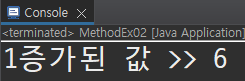 Console
<terminated> MethodEx02 [Java Application]
1증가된 값 >> 6